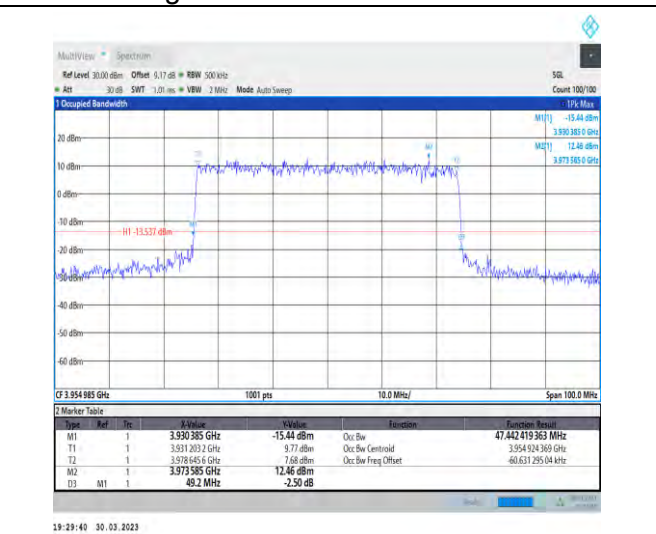 MultiView Spectrum
Ref Level 30.00 dBm Offset 9.17 dB RBW 500 kHz SGL
Att 30 dB SWT 1.01 ms VBW 2 MHz Mode Auto Sweep Count 100/100
1 Occupied Bandwidth 1Pk Max
M1[1] -15.44 dBm
3.930 385 0 GHz
M2[1] 12.46 dBm
3.973 585 0 GHz
20 dBm
10 dBm
0 dBm
-10 dBm
H1 -13.537 dBm
-20 dBm
-30 dBm
-40 dBm
-50 dBm
-60 dBm
M1
M2
T2
D3
CF 3.954 985 GHz 1001 pts 10.0 MHz/ Span 100.0 MHz
2 Marker Table
Type Ref Trc X-Value Y-Value Function Function Result
M1 1 3.930 385 GHz -15.44 dBm Occ Bw 47.442 419 363 MHz
T1 1 3.931 203 2 GHz 9.77 dBm Occ Bw Centroid 3.954 924 369 GHz
T2 1 3.978 645 6 GHz 7.68 dBm Occ Bw Freq Offset -60.631 295 04 kHz
M2 1 3.973 585 GHz 12.46 dBm
D3 M1 1 49.2 MHz -2.50 dB
19:29:40 30.03.2023